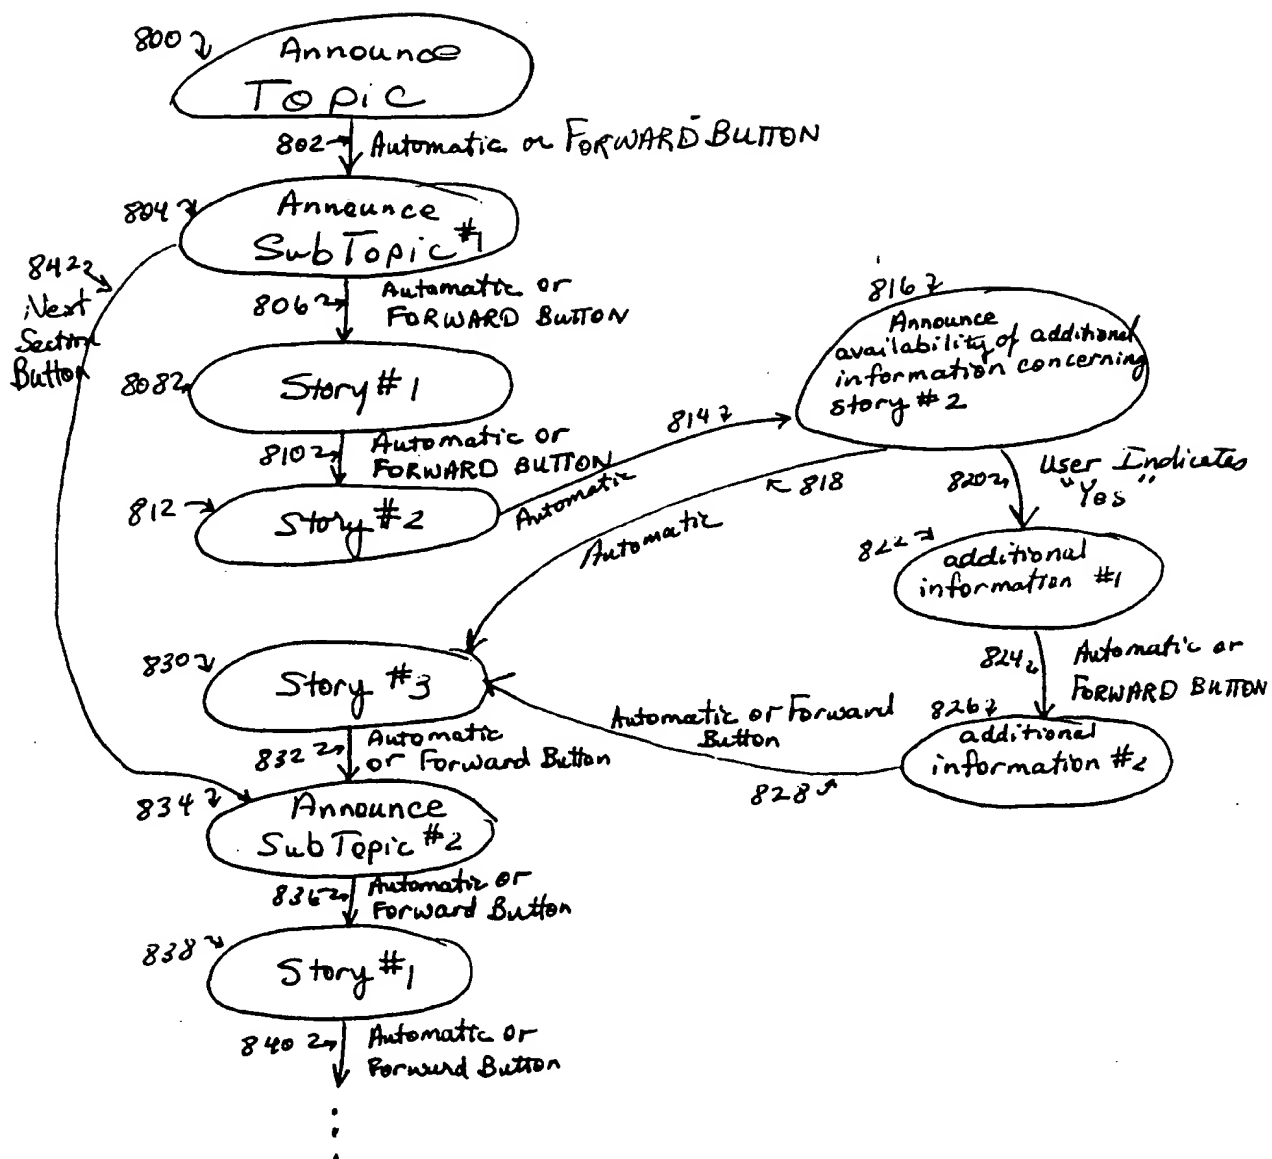 800
Announce
Topic
802 Automatic or FORWARD BUTTON
804
Announce
SubTopic #1
842
Next
Section
Button
806 Automatic or
FORWARD BUTTON
808
Story #1
810 Automatic or
FORWARD BUTTON
812
Story #2
814
Automatic
816
Announce
availability of additional
information concerning
story #2
818
Automatic
820 User Indicates
"Yes"
822
additional
information #1
824 Automatic or
FORWARD BUTTON
826
additional
information #2
Automatic or Forward
Button
828
830
Story #3
832 Automatic
or Forward Button
834
Announce
SubTopic #2
836 Automatic or
Forward Button
838
Story #1
840 Automatic or
Forward Button